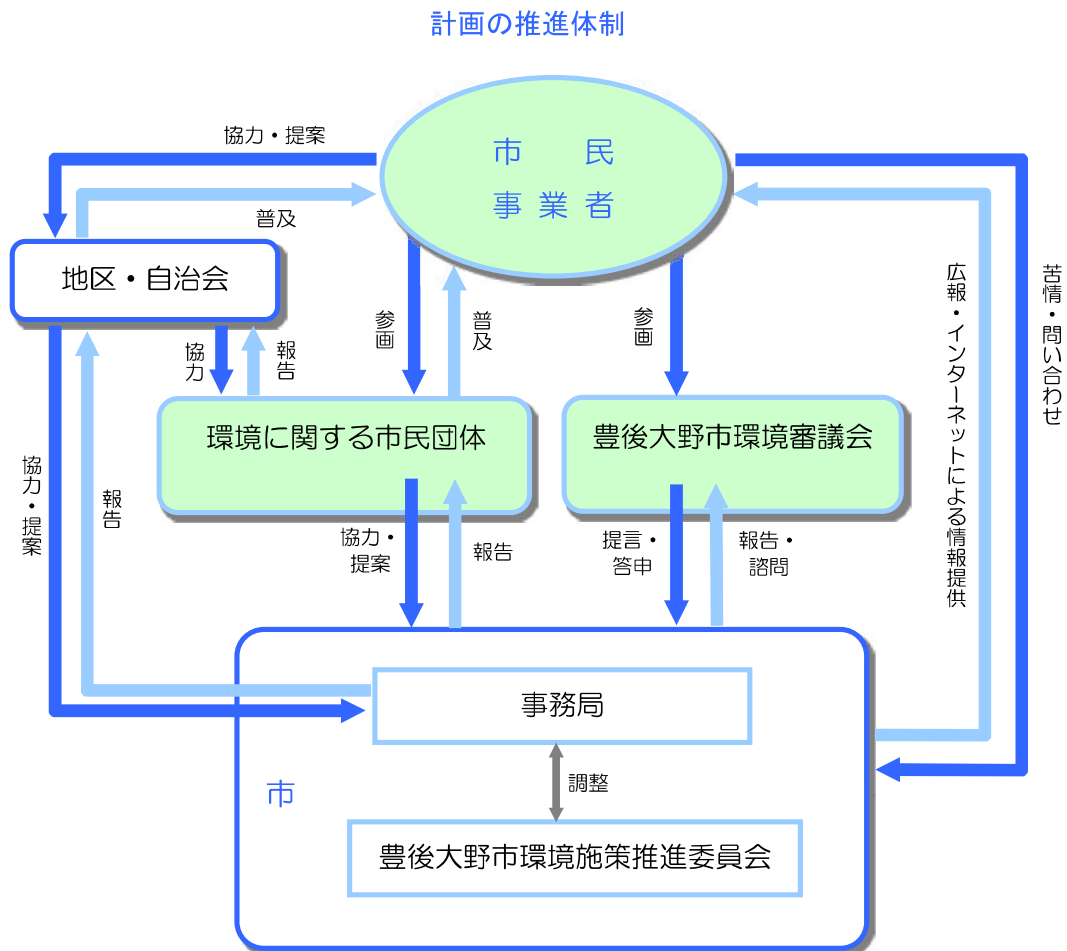 計画の推進体制
市　　民
事 業 者
協力・提案
普及
地区・自治会
協力
報告
参画
普及
参画
広報・インターネットによる情報提供
苦情・問い合わせ
環境に関する市民団体
豊後大野市環境審議会
協力・提案
報告
協力・
提案
報告
提言・
答申
報告・
諮問
事務局
調整
市
豊後大野市環境施策推進委員会